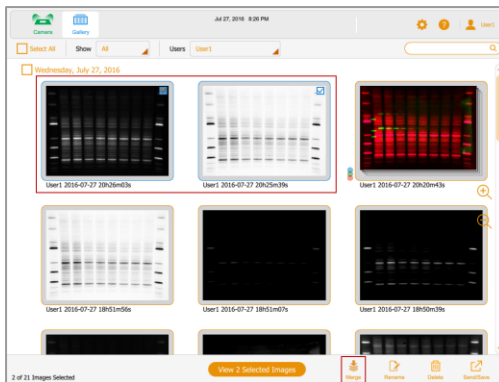 Jul 27, 2016 8:26 PM
Camera
Gallery
User1
Select All
Show
All
Users
User1
Wednesday, July 27, 2016
User1 2016-07-27 20h26m03s
User1 2016-07-27 20h25m39s
User1 2016-07-27 20h20m43s
User1 2016-07-27 18h51m56s
User1 2016-07-27 18h51m07s
User1 2016-07-27 18h50m39s
2 of 21 Images Selected
View 2 Selected Images
Merge
Rename
Delete
Send/Save